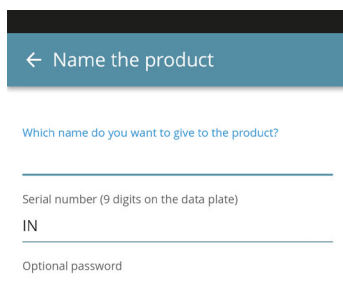 Name the product
Which name do you want to give to the product?
Serial number (9 digits on the data plate)
IN
Optional password